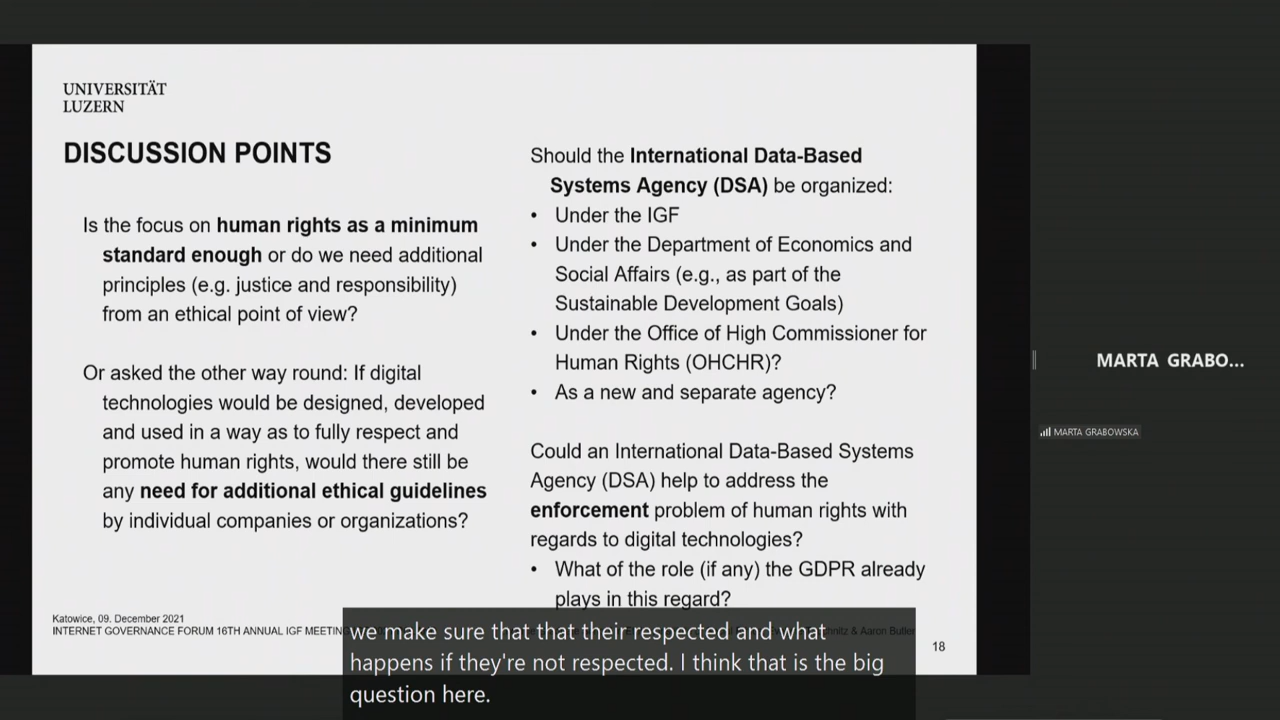 UNIVERSITÄT
LUZERN
DISCUSSION POINTS
Is the focus on human rights as a minimum
standard enough or do we need additional
principles (e.g. justice and responsibility)
from an ethical point of view?
Or asked the other way round: If digital
technologies would be designed, developed
and used in a way as to fully respect and
promote human rights, would there still be
any need for additional ethical guidelines
by individual companies or organizations?
Should the International Data-Based
Systems Agency (DSA) be organized:
• Under the IGF
• Under the Department of Economics and
Social Affairs (e.g., as part of the
Sustainable Development Goals)
• Under the Office of High Commissioner for
Human Rights (OHCHR)?
• As a new and separate agency?
Could an International Data-Based Systems
Agency (DSA) help to address the
enforcement problem of human rights with
regards to digital technologies?
• What of the role (if any) the GDPR already
plays in this regard?
Katowice, 09. December 2021
INTERNET GOVERNANCE FORUM 16TH ANNUAL IGF MEETING
& Aaron Butler
18
we make sure that that their respected and what
happens if they're not respected. I think that is the big
question here.
MARTA GRABO...
MARTA GRABOWSKA